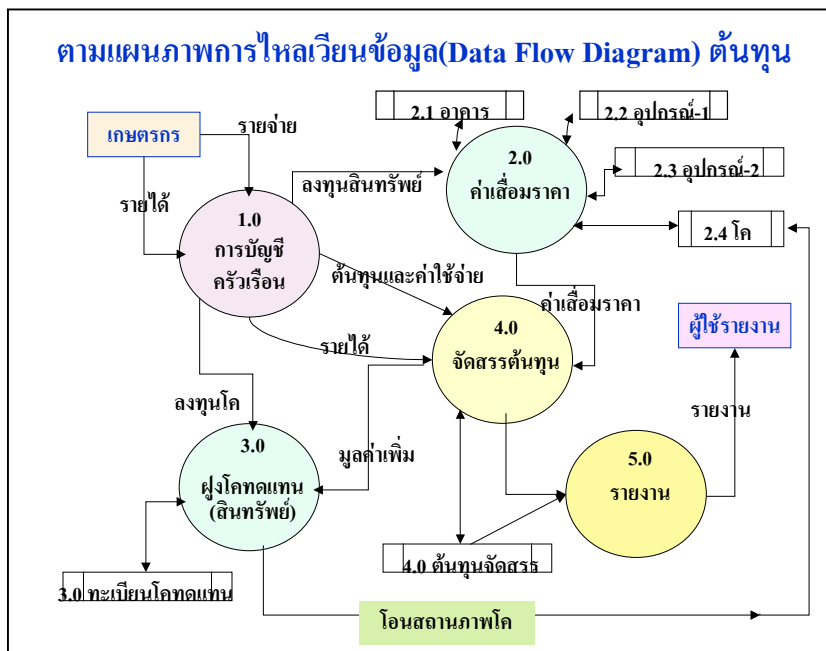 ตามแผนภาพการไหลเวียนข้อมูล(Data Flow Diagram) ต้นทุน
2.1 อาคาร
2.2 อุปกรณ์-1
เกษตรกร
รายจ่าย
2.0
ค่าเสื่อมราคา
2.3 อุปกรณ์-2
ลงทุนสินทรัพย์
รายได้
1.0
การบัญชี
ครัวเรือน
2.4 โค
ต้นทุนและค่าใช้จ่าย
ค่าเสื่อมราคา
4.0
จัดสรรต้นทุน
ผู้ใช้รายงาน
รายได้
ลงทุนโค
รายงาน
มูลค่าเพิ่ม
3.0
ฝูงโคทดแทน
(สินทรัพย์)
5.0
รายงาน
4.0 ต้นทุนจัดสรร
3.0 ทะเบียนโคทดแทน
โอนสถานภาพโค